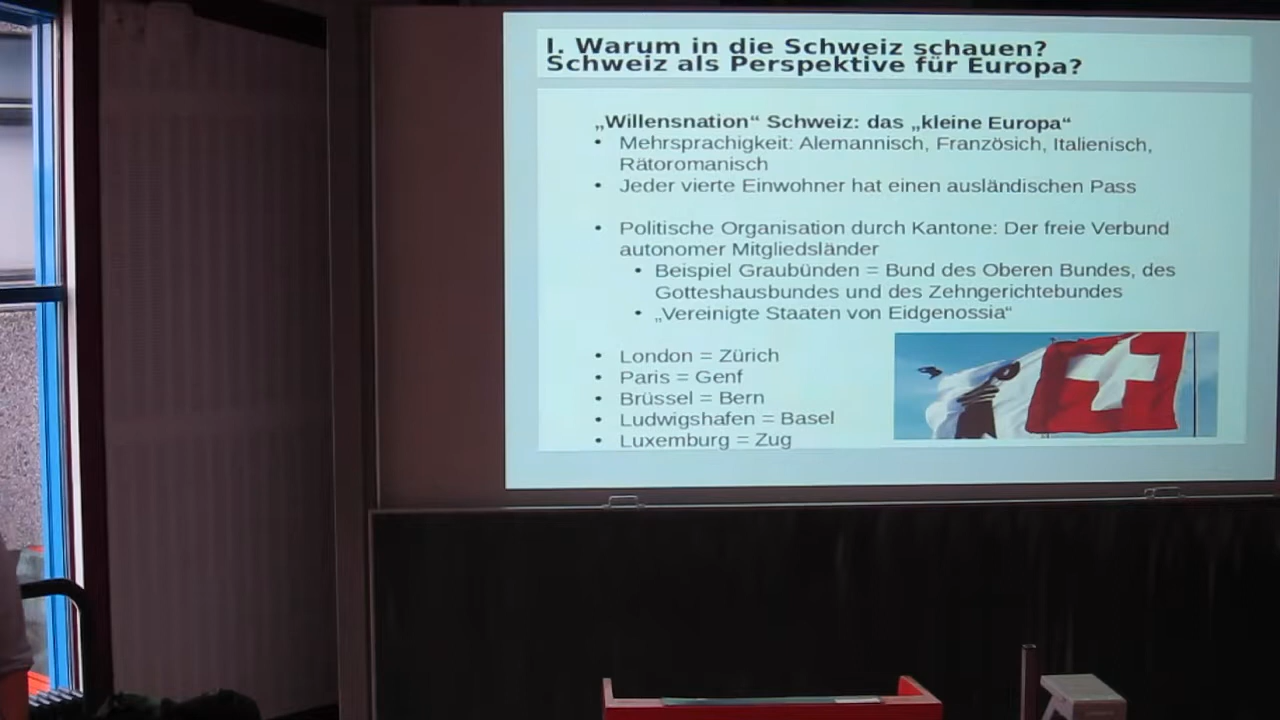 I. Warum in die Schweiz schauen?
Schweiz als Perspektive für Europa?
„Willensnation“ Schweiz: das „kleine Europa“
• Mehrsprachigkeit: Alemannisch, Französich, Italienisch,
Rätoromanisch
• Jeder vierte Einwohner hat einen ausländischen Pass
• Politische Organisation durch Kantone: Der freie Verbund
autonomer Mitgliedsländer
• Beispiel Graubünden = Bund des Oberen Bundes, des
Gotteshausbundes und des Zehngerichtebundes
• „Vereinigte Staaten von Eidgenossia“
• London = Zürich
• Paris = Genf
• Brüssel = Bern
• Ludwigshafen = Basel
• Luxemburg = Zug